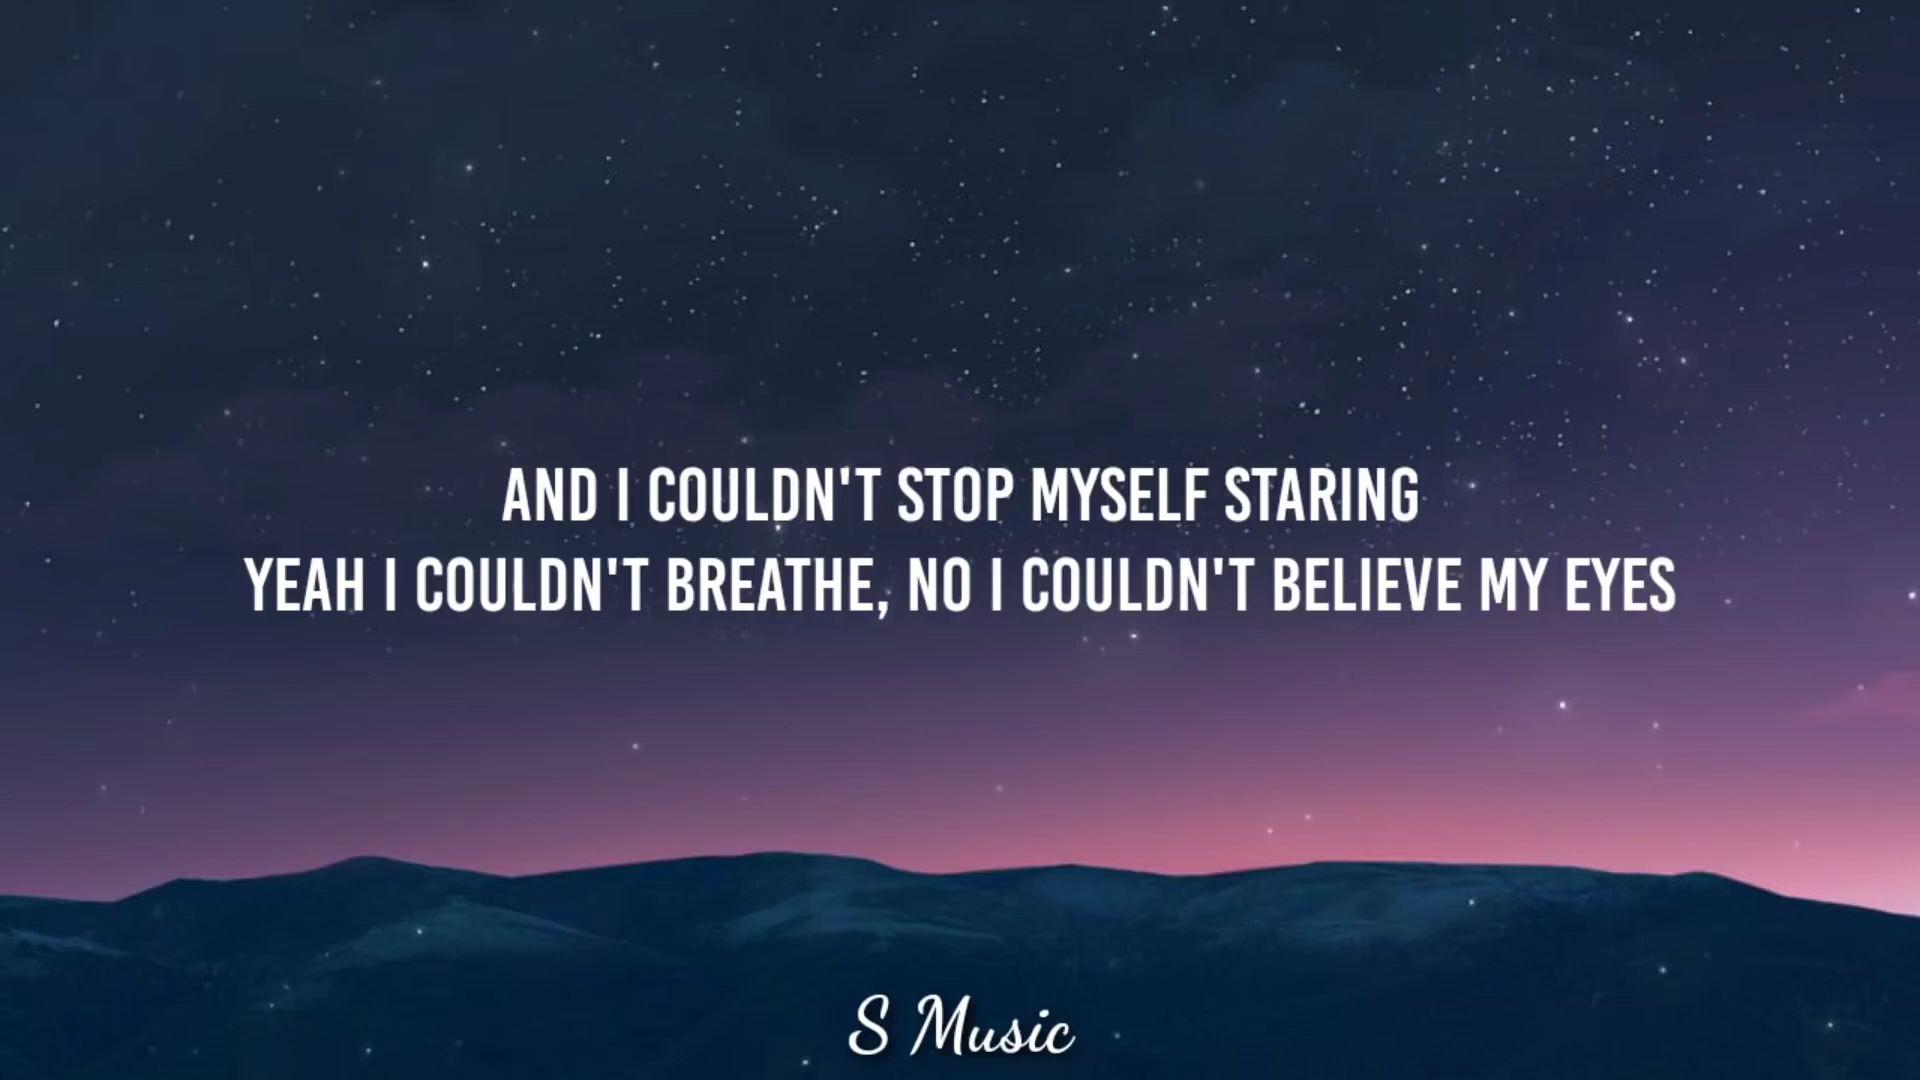 AND I COULDN'T STOP MYSELF STARING
YEAH I COULDN'T BREATHE, NO I COULDN'T BELIEVE MY EYES
S Music